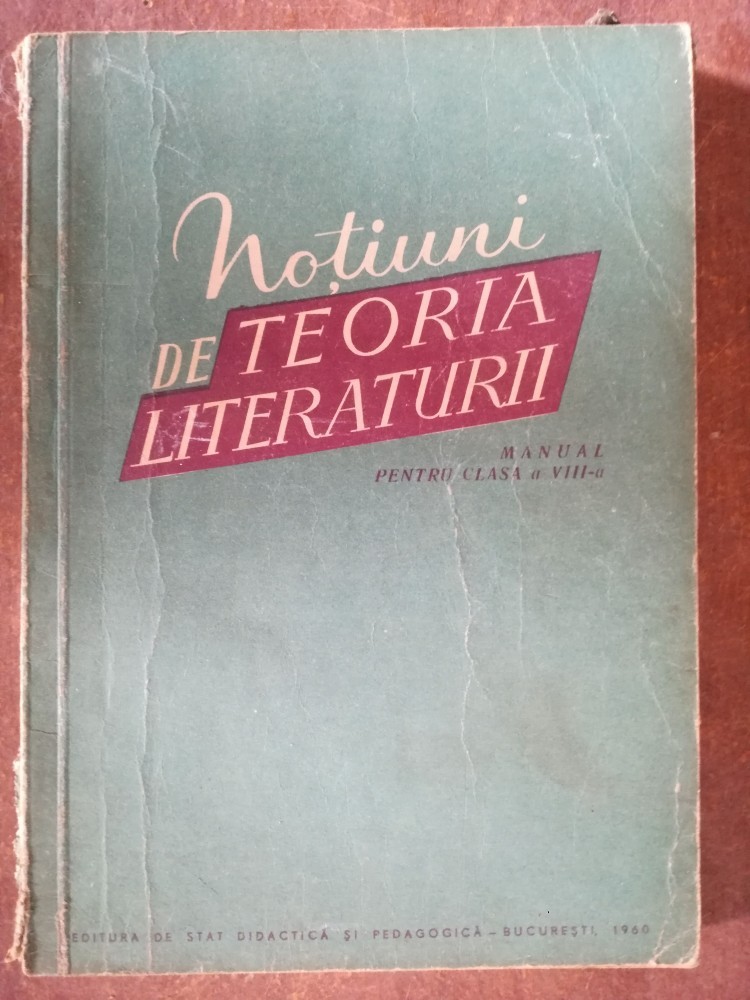 Noțiuni
DE TEORIA
LITERATURII
MANUAL
PENTRU CLASA a VIII-a
EDITURA DE STAT DIDACTICĂ ȘI PEDAGOGICĂ – BUCUREȘTI, 1960